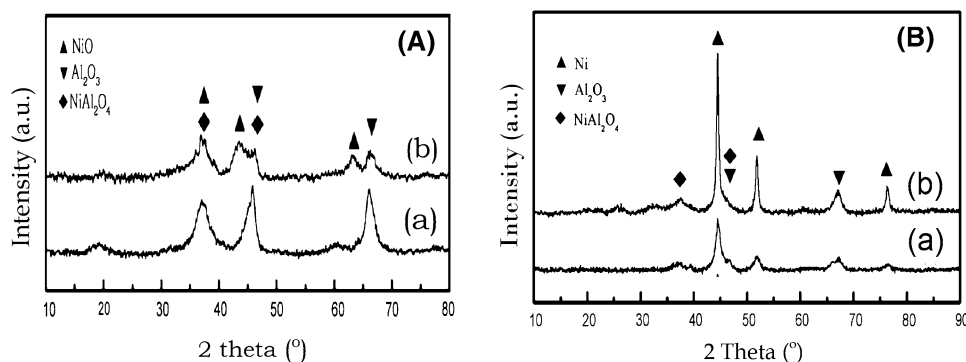 (A)
NiO
Al₂O₃
NiAl₂O₄
(b)
(a)
Intensity (a.u.)
10 20 30 40 50 60 70 80
2 theta (°)
(B)
Ni
Al₂O₃
NiAl₂O₄
(b)
(a)
Intensity (a.u.)
10 20 30 40 50 60 70 80 90
2 Theta (°)